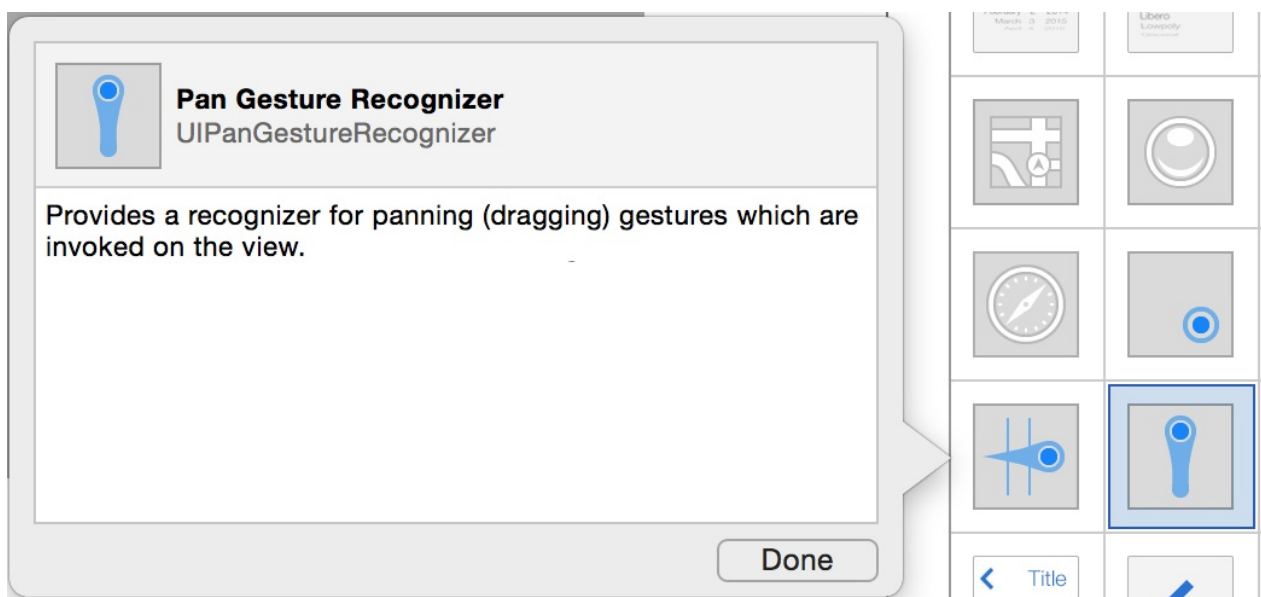 Pan Gesture Recognizer
UIPanGestureRecognizer
Provides a recognizer for panning (dragging) gestures which are
invoked on the view.
Done
March 3 2015
Libero
Lowpoly
Title